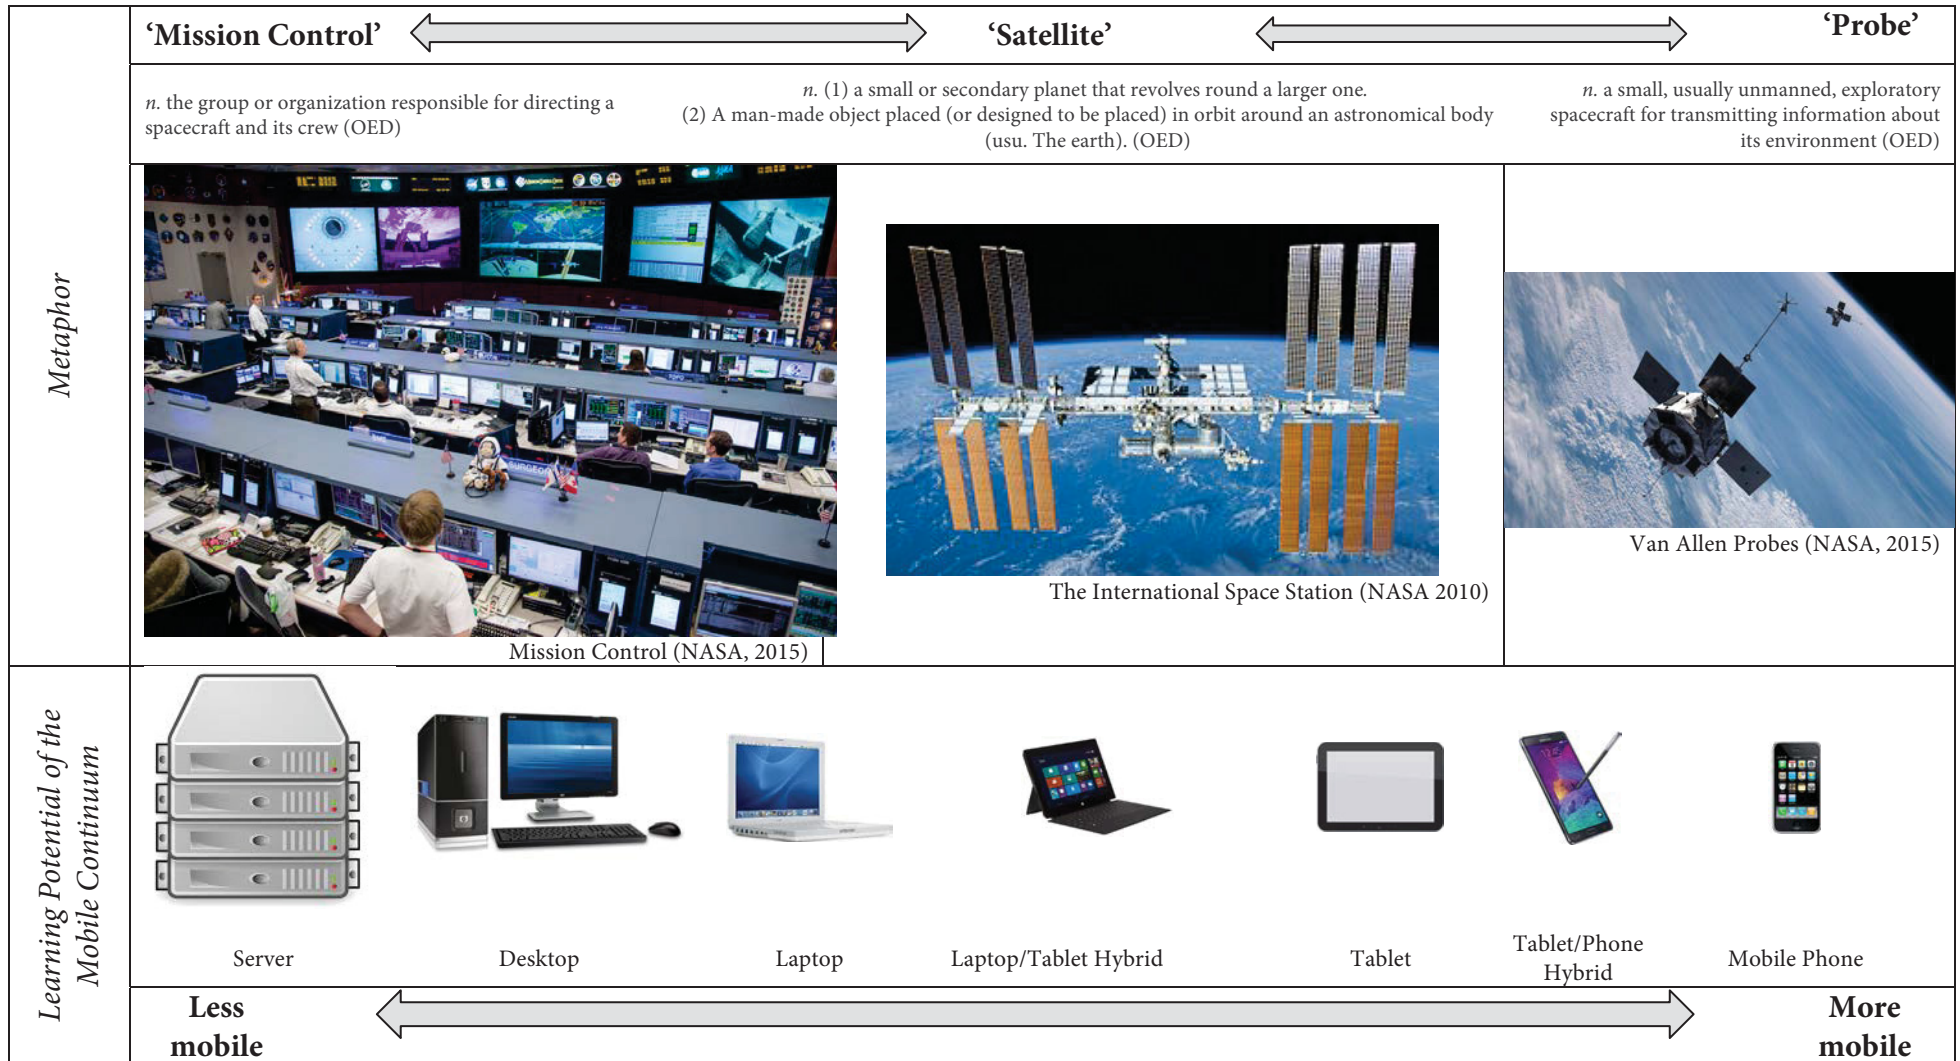 ‘Mission Control’
‘Satellite’
‘Probe’
n. the group or organization responsible for directing a
spacecraft and its crew (OED)
n. (1) a small or secondary planet that revolves round a larger one.
(2) A man-made object placed (or designed to be placed) in orbit around an astronomical body
(usu. The earth). (OED)
n. a small, usually unmanned, exploratory
spacecraft for transmitting information about
its environment (OED)
Metaphor
SURGEON
Mission Control (NASA, 2015)
The International Space Station (NASA 2010)
Van Allen Probes (NASA, 2015)
Learning Potential of the
Mobile Continuum
Server
Desktop
Laptop
Laptop/Tablet Hybrid
Tablet
Tablet/Phone
Hybrid
Mobile Phone
Less
mobile
More
mobile